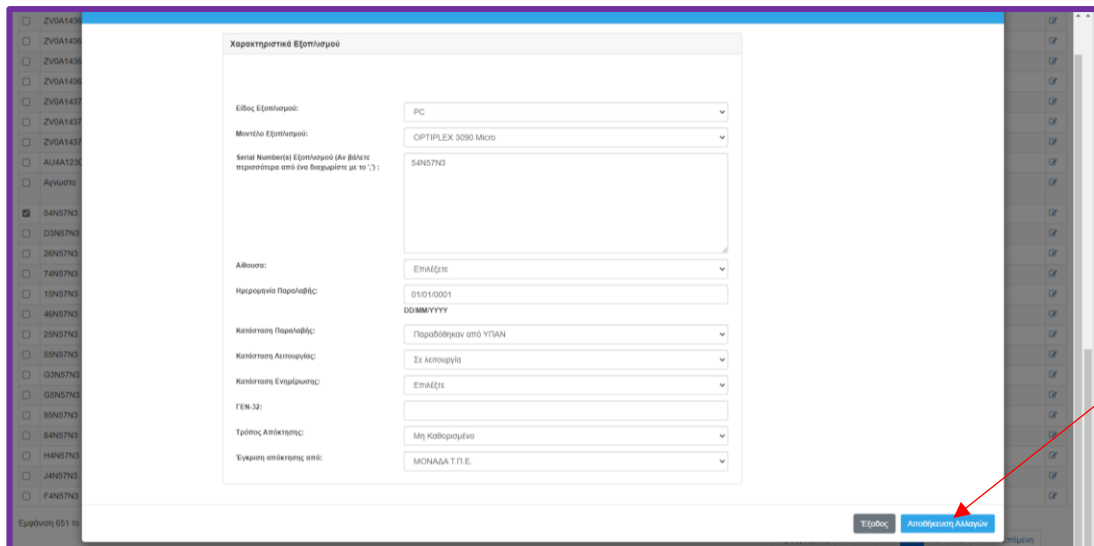 ZV0A1436
ZV0A1436
ZV0A1436
ZV0A1436
ZV0A1437
ZV0A1437
ZV0A1437
AU4A1230
Αγνωστο
54N57N3
D3N57N3
26N57N3
74N57N3
15N57N3
46N57N3
25N57N3
55N57N3
G3N57N3
G5N57N3
95N57N3
84N57N3
H4N57N3
J4N57N3
F4N57N3
Εμφάνιση 651 το
Χαρακτηριστικά Εξοπλισμού
Είδος Εξοπλισμού:
PC
Μοντέλο Εξοπλισμού:
OPTIPLEX 3090 Micro
Serial Number(s) Εξοπλισμού (Αν βάλετε
περισσότερα από ένα διαχωρίστε με το ',') :
54N57N3
Αίθουσα:
Επιλέξετε
Ημερομηνία Παραλαβής:
01/01/0001
DD/MM/YYYY
Κατάσταση Παραλαβής:
Παραδόθηκαν από ΥΠΑΝ
Κατάσταση Λειτουργίας:
Σε λειτουργία
Κατάσταση Ενημέρωσης:
Επιλέξτε
ΓΕΝ-32:
Τρόπος Απόκτησης:
Μη Καθορισμένο
Έγκριση απόκτησης από:
ΜΟΝΑΔΑ Τ.Π.Ε.
Έξοδος
Αποθήκευση Αλλαγών